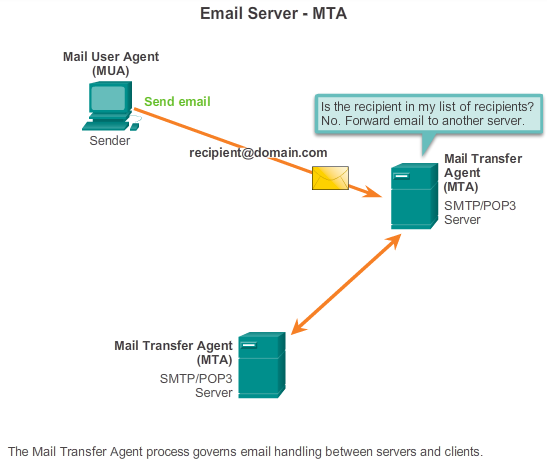 Email Server - MTA
Mail User Agent
(MUA)
Send email
Sender
Is the recipient in my list of recipients?
No. Forward email to another server.
recipient@domain.com
Mail Transfer
Agent
(MTA)
SMTP/POP3
Server
Mail Transfer Agent
(MTA)
SMTP/POP3
Server
The Mail Transfer Agent process governs email handling between servers and clients.